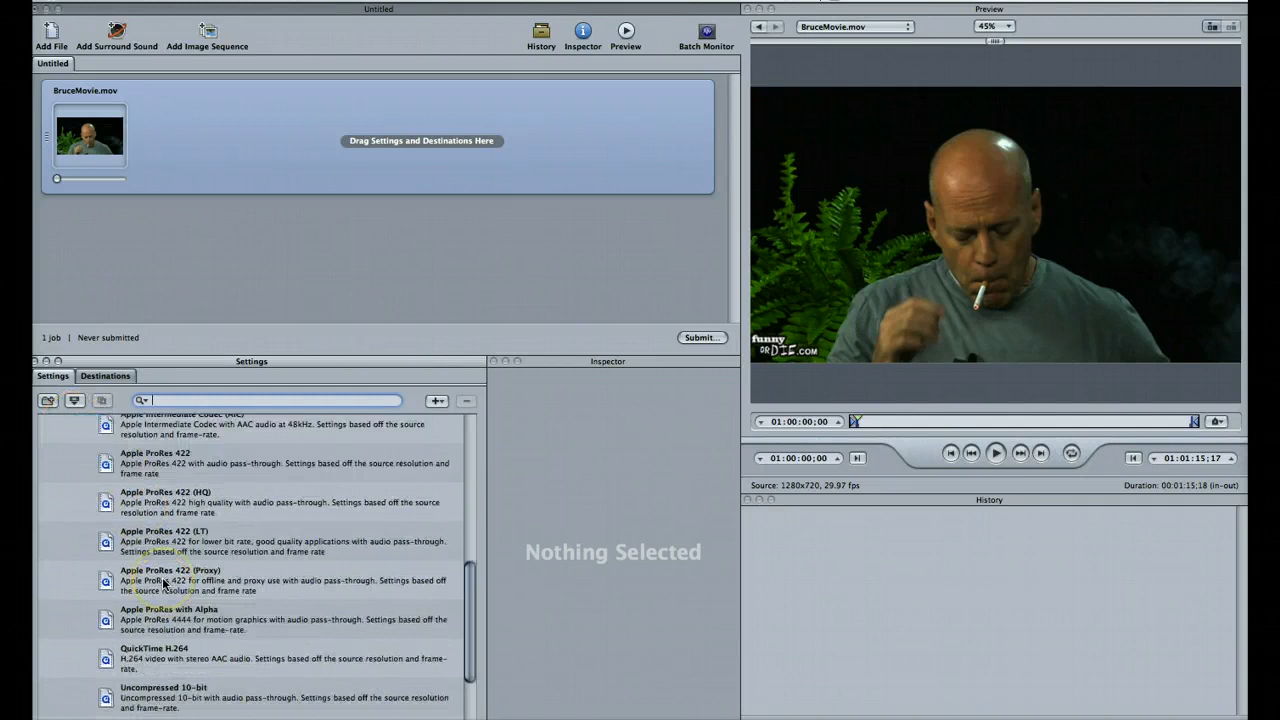 Untitled
Preview
Add File
Add Surround Sound
Add Image Sequence
History
Inspector
Preview
Batch Monitor
BruceMovie.mov
45%
Untitled
BruceMovie.mov
Drag Settings and Destinations Here
funny
OR DIE.COM
1 job | Never submitted
Submit...
Settings
Inspector
Settings
Destinations
Apple Intermediate Codec (AIC)
Apple Intermediate Codec with AAC audio at 48kHz. Settings based off the source
resolution and frame-rate.
Apple ProRes 422
Apple ProRes 422 with audio pass-through. Settings based off the source resolution and
frame rate
Apple ProRes 422 (HQ)
Apple ProRes 422 high quality with audio pass-through. Settings based off the source
resolution and frame rate
Apple ProRes 422 (LT)
Apple ProRes 422 for lower bit rate, good quality applications with audio pass-through.
Settings based off the source resolution and frame rate
Apple ProRes 422 (Proxy)
Apple ProRes 422 for offline and proxy use with audio pass-through. Settings based off
the source resolution and frame rate
Apple ProRes with Alpha
Apple ProRes 4444 for motion graphics with audio pass-through. Settings based off the
source resolution and frame-rate.
QuickTime H.264
H.264 video with stereo AAC audio. Settings based off the source resolution and frame-
rate.
Uncompressed 10-bit
Uncompressed 10-bit with audio pass-through. Settings based off the source resolution
and frame-rate.
Nothing Selected
01:00:00;00
01:00:00;00
01:01:15;17
Source: 1280x720, 29.97 fps
Duration: 00:01:15;18 (in-out)
History